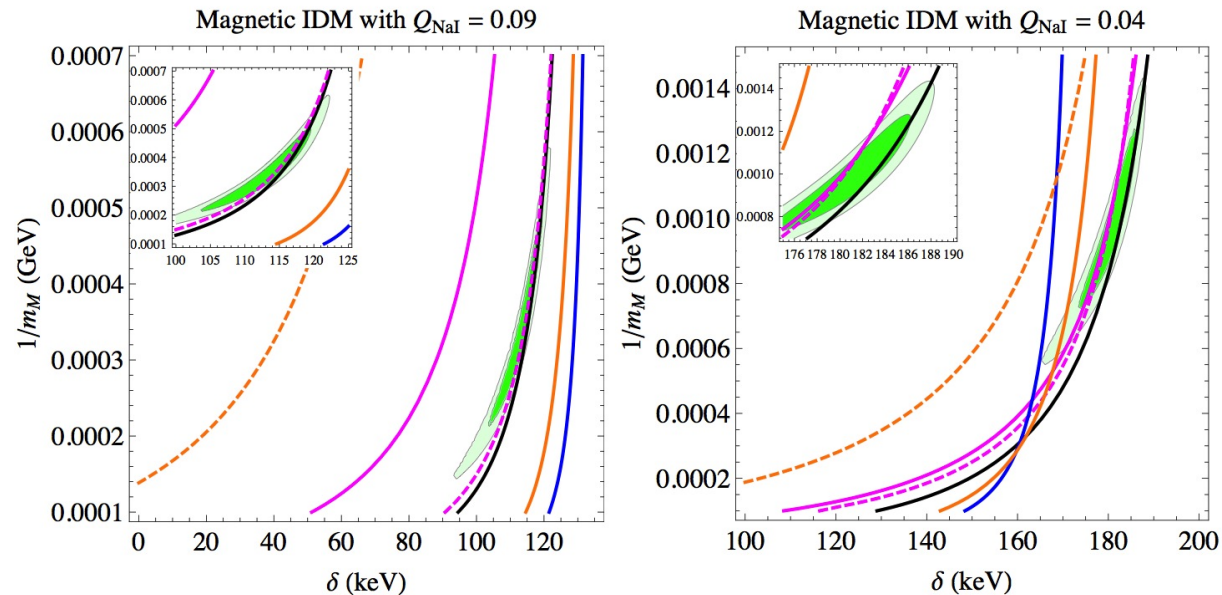 Magnetic IDM with Q_NaI = 0.09
1/m_M (GeV)
0.0007
0.0006
0.0005
0.0004
0.0003
0.0002
0.0001
0 20 40 60 80 100 120
δ (keV)
0.0007
0.0006
0.0005
0.0004
0.0003
0.0002
0.0001
100 105 110 115 120 125
Magnetic IDM with Q_NaI = 0.04
1/m_M (GeV)
0.0014
0.0012
0.0010
0.0008
0.0006
0.0004
0.0002
100 120 140 160 180 200
δ (keV)
0.0014
0.0012
0.0010
0.0008
176 178 180 182 184 186 188 190